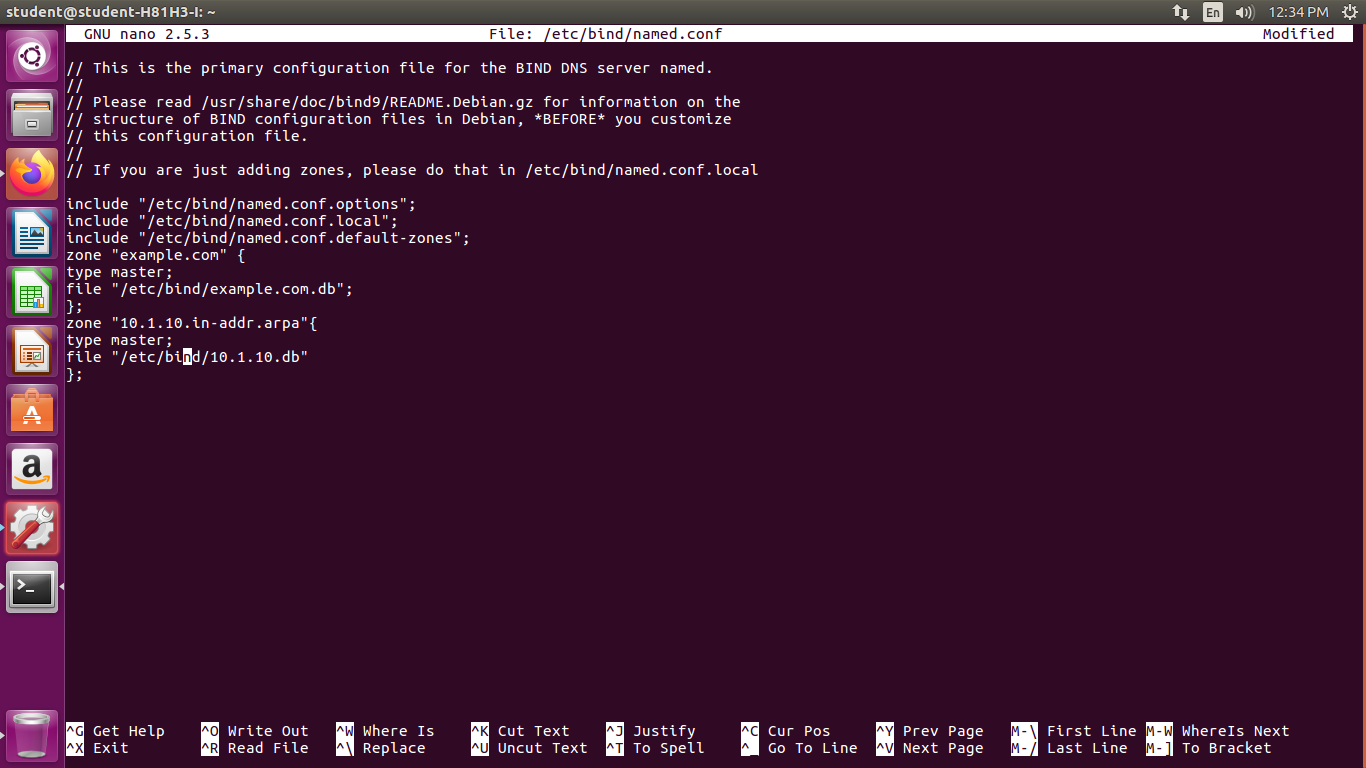 student@student-H81H3-I: ~
En
12:34 PM
GNU nano 2.5.3 File: /etc/bind/named.conf Modified
// This is the primary configuration file for the BIND DNS server named.
//
// Please read /usr/share/doc/bind9/README.Debian.gz for information on the
// structure of BIND configuration files in Debian, *BEFORE* you customize
// this configuration file.
//
// If you are just adding zones, please do that in /etc/bind/named.conf.local
include "/etc/bind/named.conf.options";
include "/etc/bind/named.conf.local";
include "/etc/bind/named.conf.default-zones";
zone "example.com" {
type master;
file "/etc/bind/example.com.db";
};
zone "10.1.10.in-addr.arpa"{
type master;
file "/etc/bind/10.1.10.db"
};
^G Get Help ^O Write Out ^W Where Is ^K Cut Text ^J Justify ^C Cur Pos ^Y Prev Page M-\ First Line M-W WhereIs Next
^X Exit ^R Read File ^\ Replace ^U Uncut Text ^T To Spell ^_ Go To Line ^V Next Page M-/ Last Line M-] To Bracket